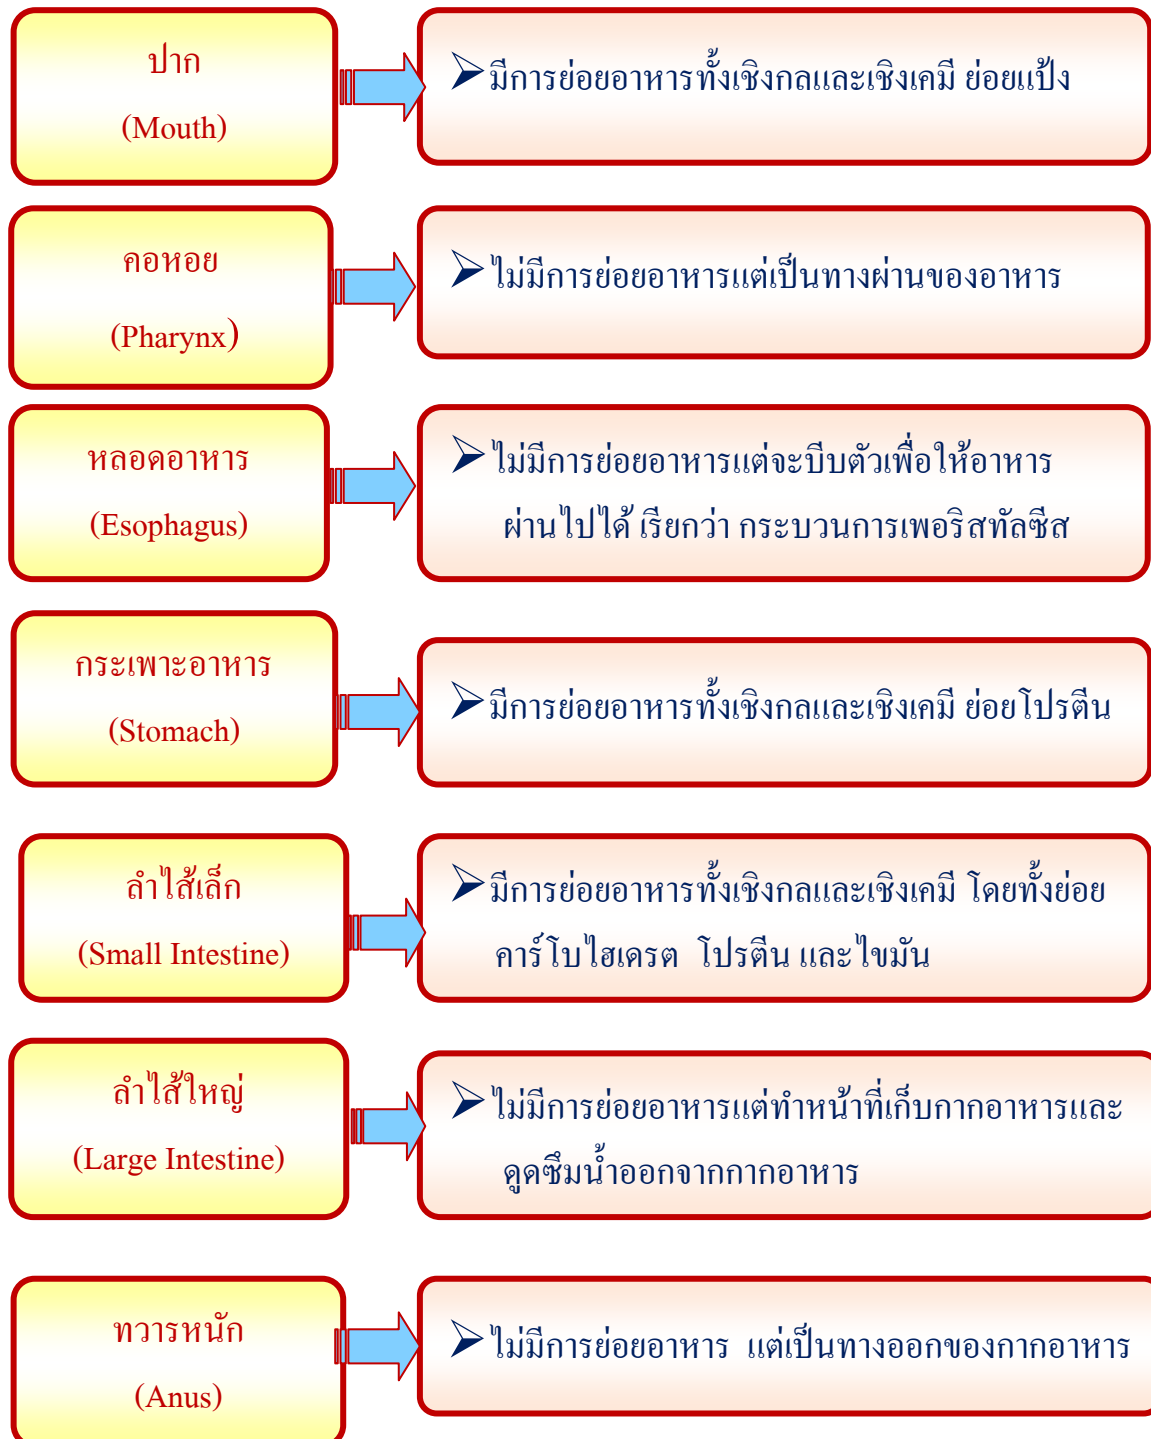 ปาก
(Mouth)
➢มีการย่อยอาหารทั้งเชิงกลและเชิงเคมี ย่อยแป้ง
คอหอย
(Pharynx)
➢ไม่มีการย่อยอาหารแต่เป็นทางผ่านของอาหาร
หลอดอาหาร
(Esophagus)
➢ไม่มีการย่อยอาหารแต่จะบีบตัวเพื่อให้อาหาร
ผ่านไปได้ เรียกว่า กระบวนการเพอริสทัลซีส
กระเพาะอาหาร
(Stomach)
➢มีการย่อยอาหารทั้งเชิงกลและเชิงเคมี ย่อยโปรตีน
ลำไส้เล็ก
(Small Intestine)
➢มีการย่อยอาหารทั้งเชิงกลและเชิงเคมี โดยทั้งย่อย
คาร์โบไฮเดรต โปรตีน และไขมัน
ลำไส้ใหญ่
(Large Intestine)
➢ไม่มีการย่อยอาหารแต่ทำหน้าที่เก็บกากอาหารและ
ดูดซึมน้ำออกจากกากอาหาร
ทวารหนัก
(Anus)
➢ไม่มีการย่อยอาหาร แต่เป็นทางออกของกากอาหาร